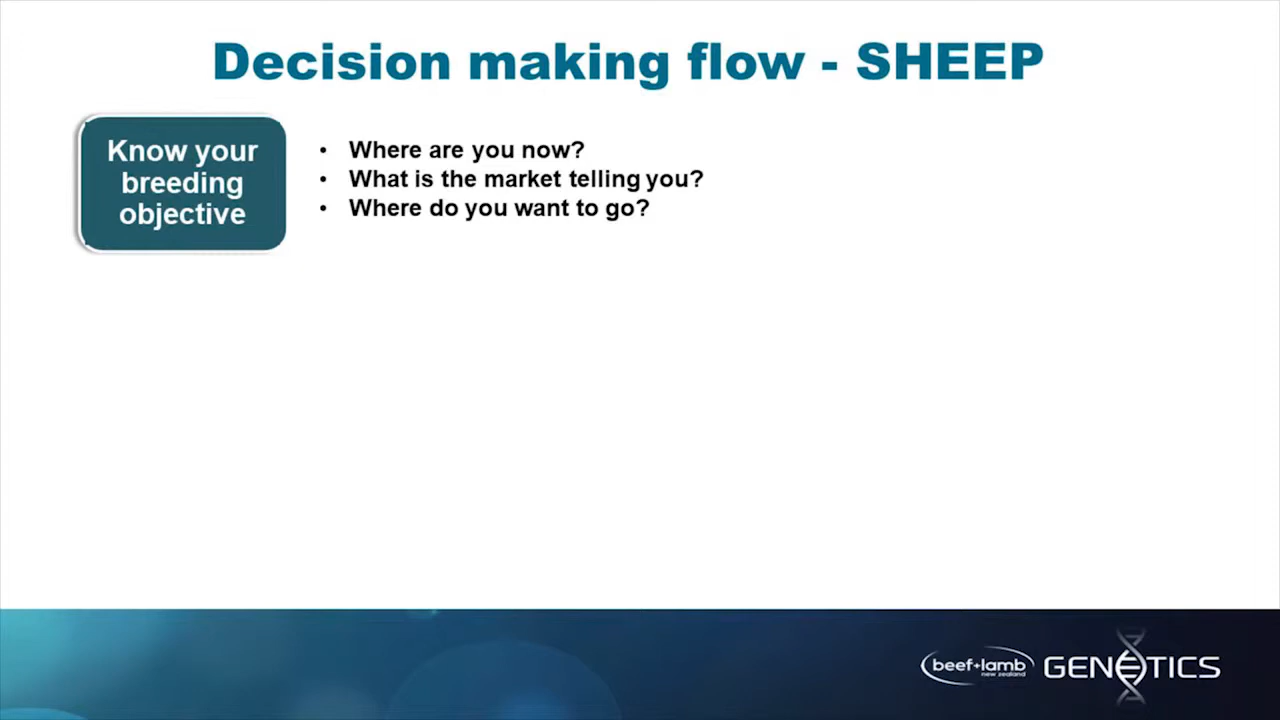 Decision making flow - SHEEP
Know your
breeding
objective
• Where are you now?
• What is the market telling you?
• Where do you want to go?
beef+lamb
new zealand
GENETICS